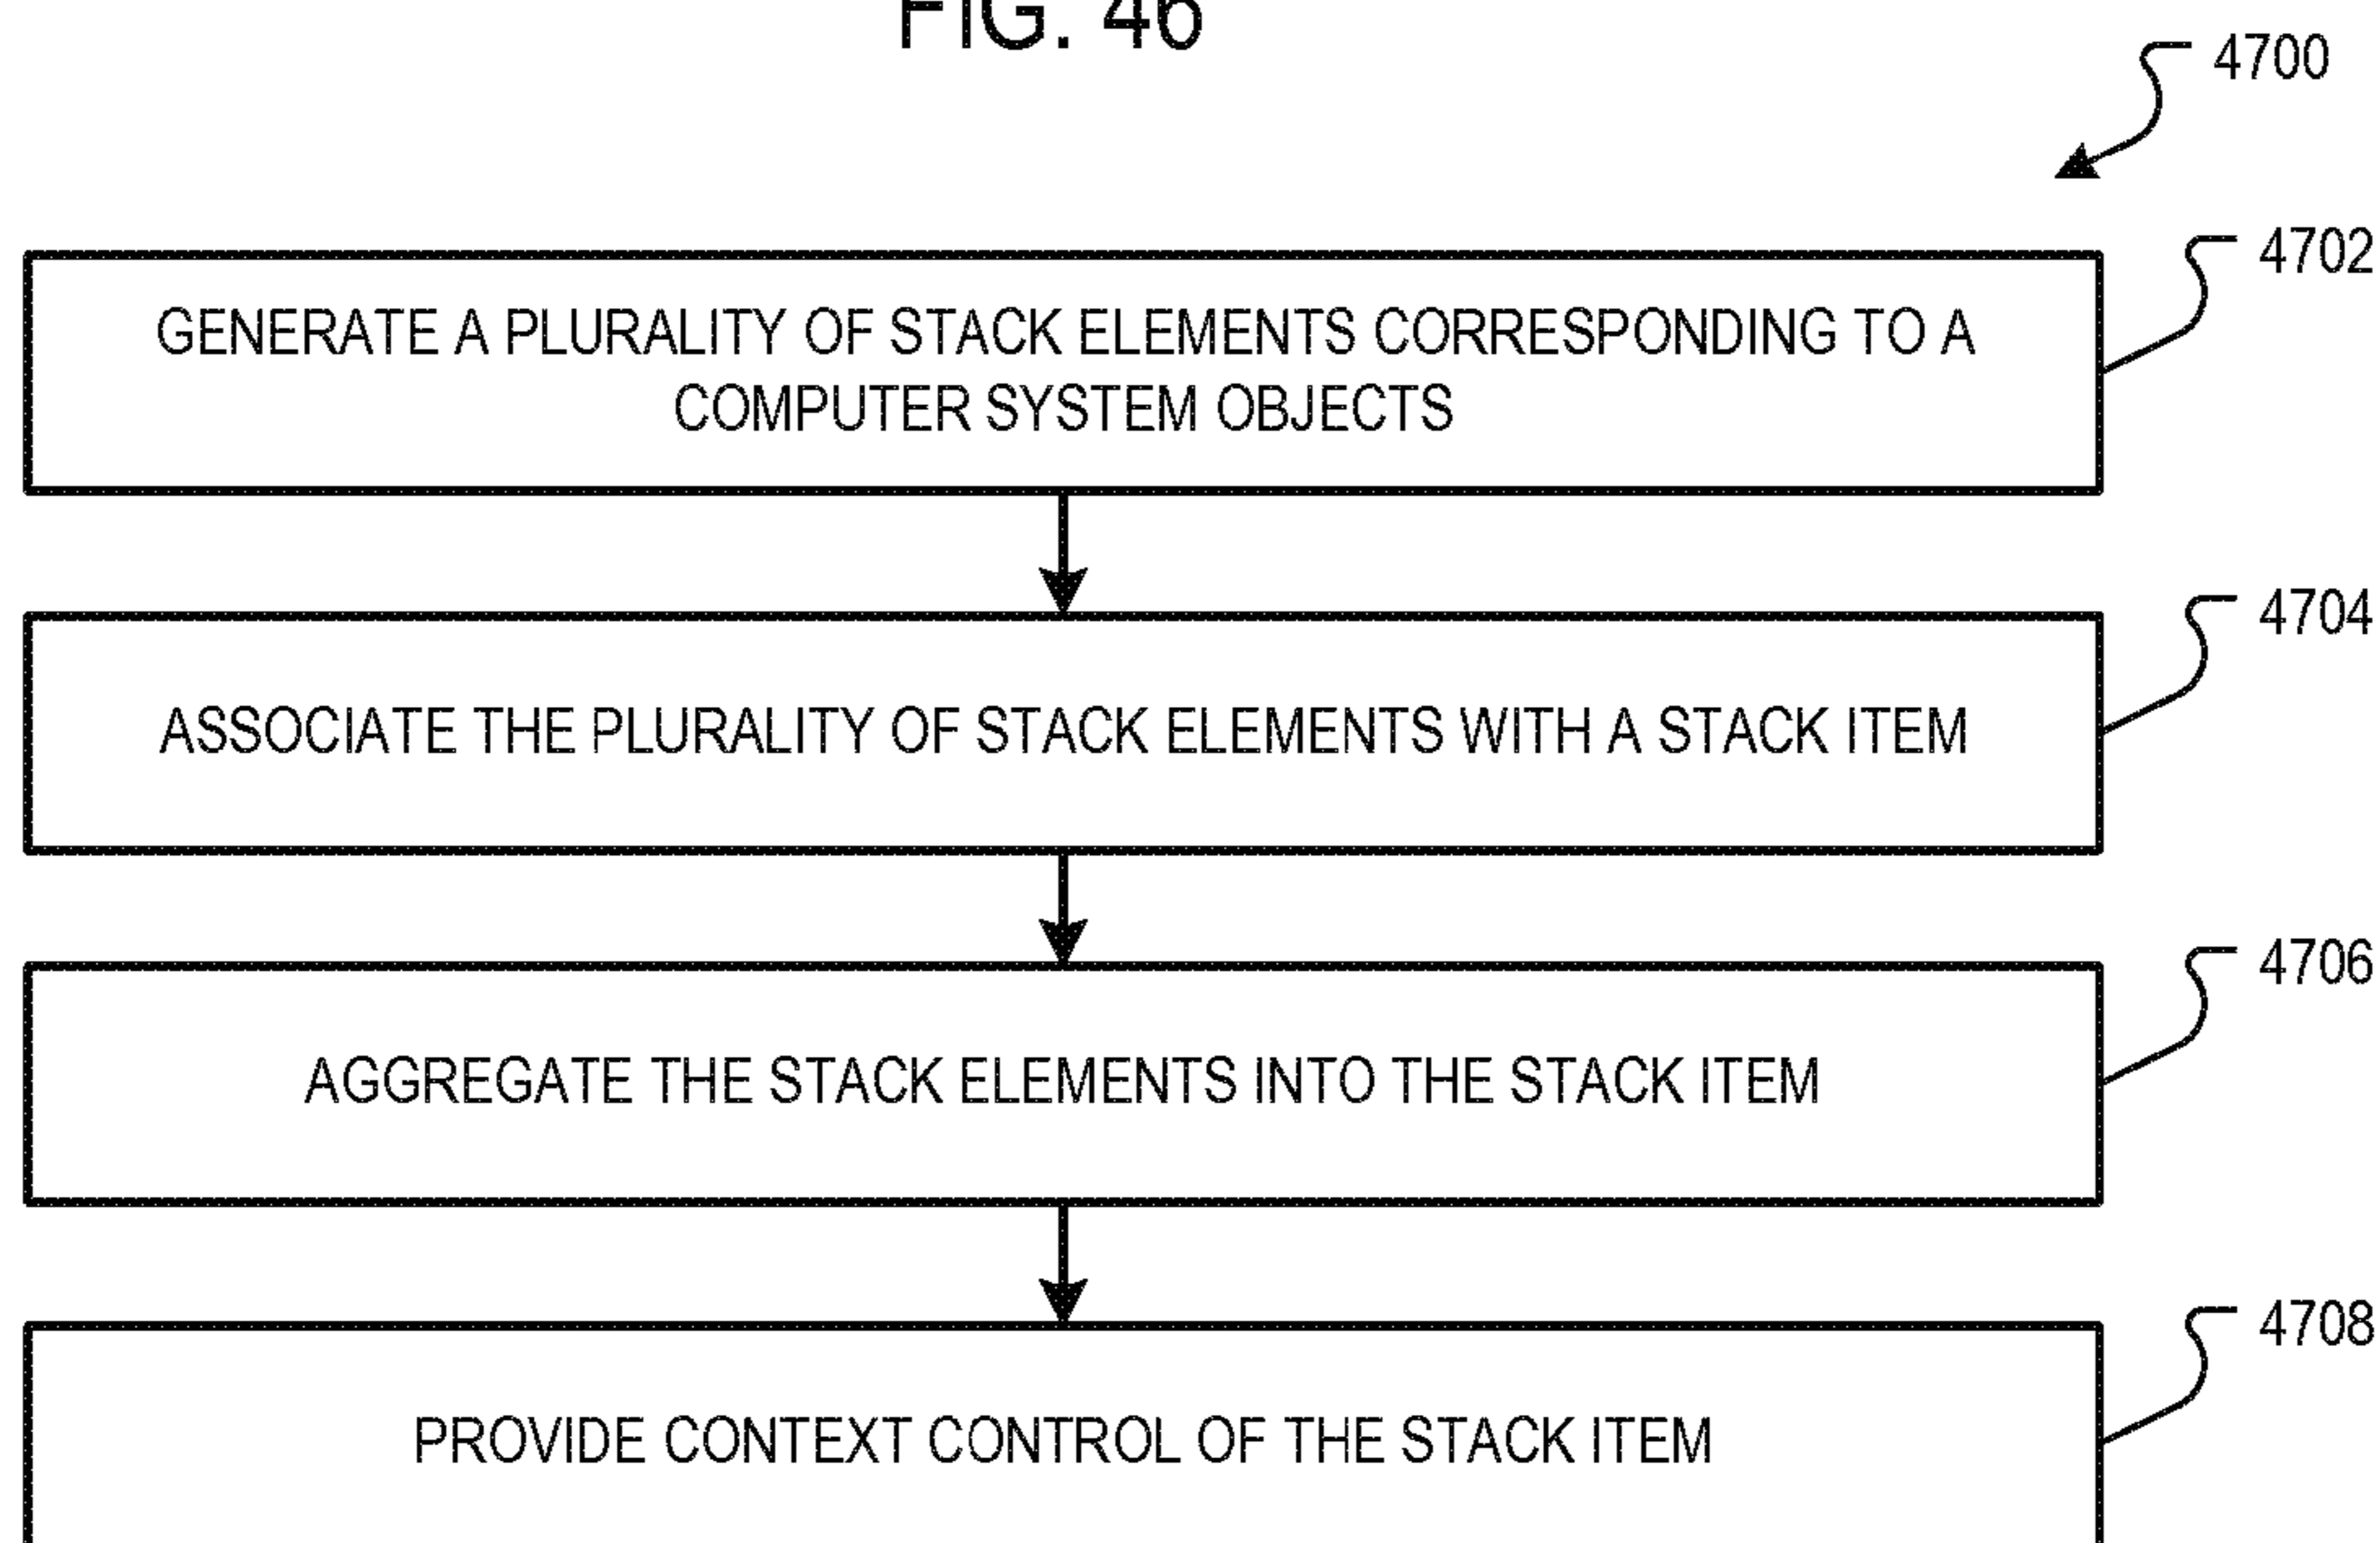 FIG. 46
4700
4702
GENERATE A PLURALITY OF STACK ELEMENTS CORRESPONDING TO A
COMPUTER SYSTEM OBJECTS
4704
ASSOCIATE THE PLURALITY OF STACK ELEMENTS WITH A STACK ITEM
4706
AGGREGATE THE STACK ELEMENTS INTO THE STACK ITEM
4708
PROVIDE CONTEXT CONTROL OF THE STACK ITEM